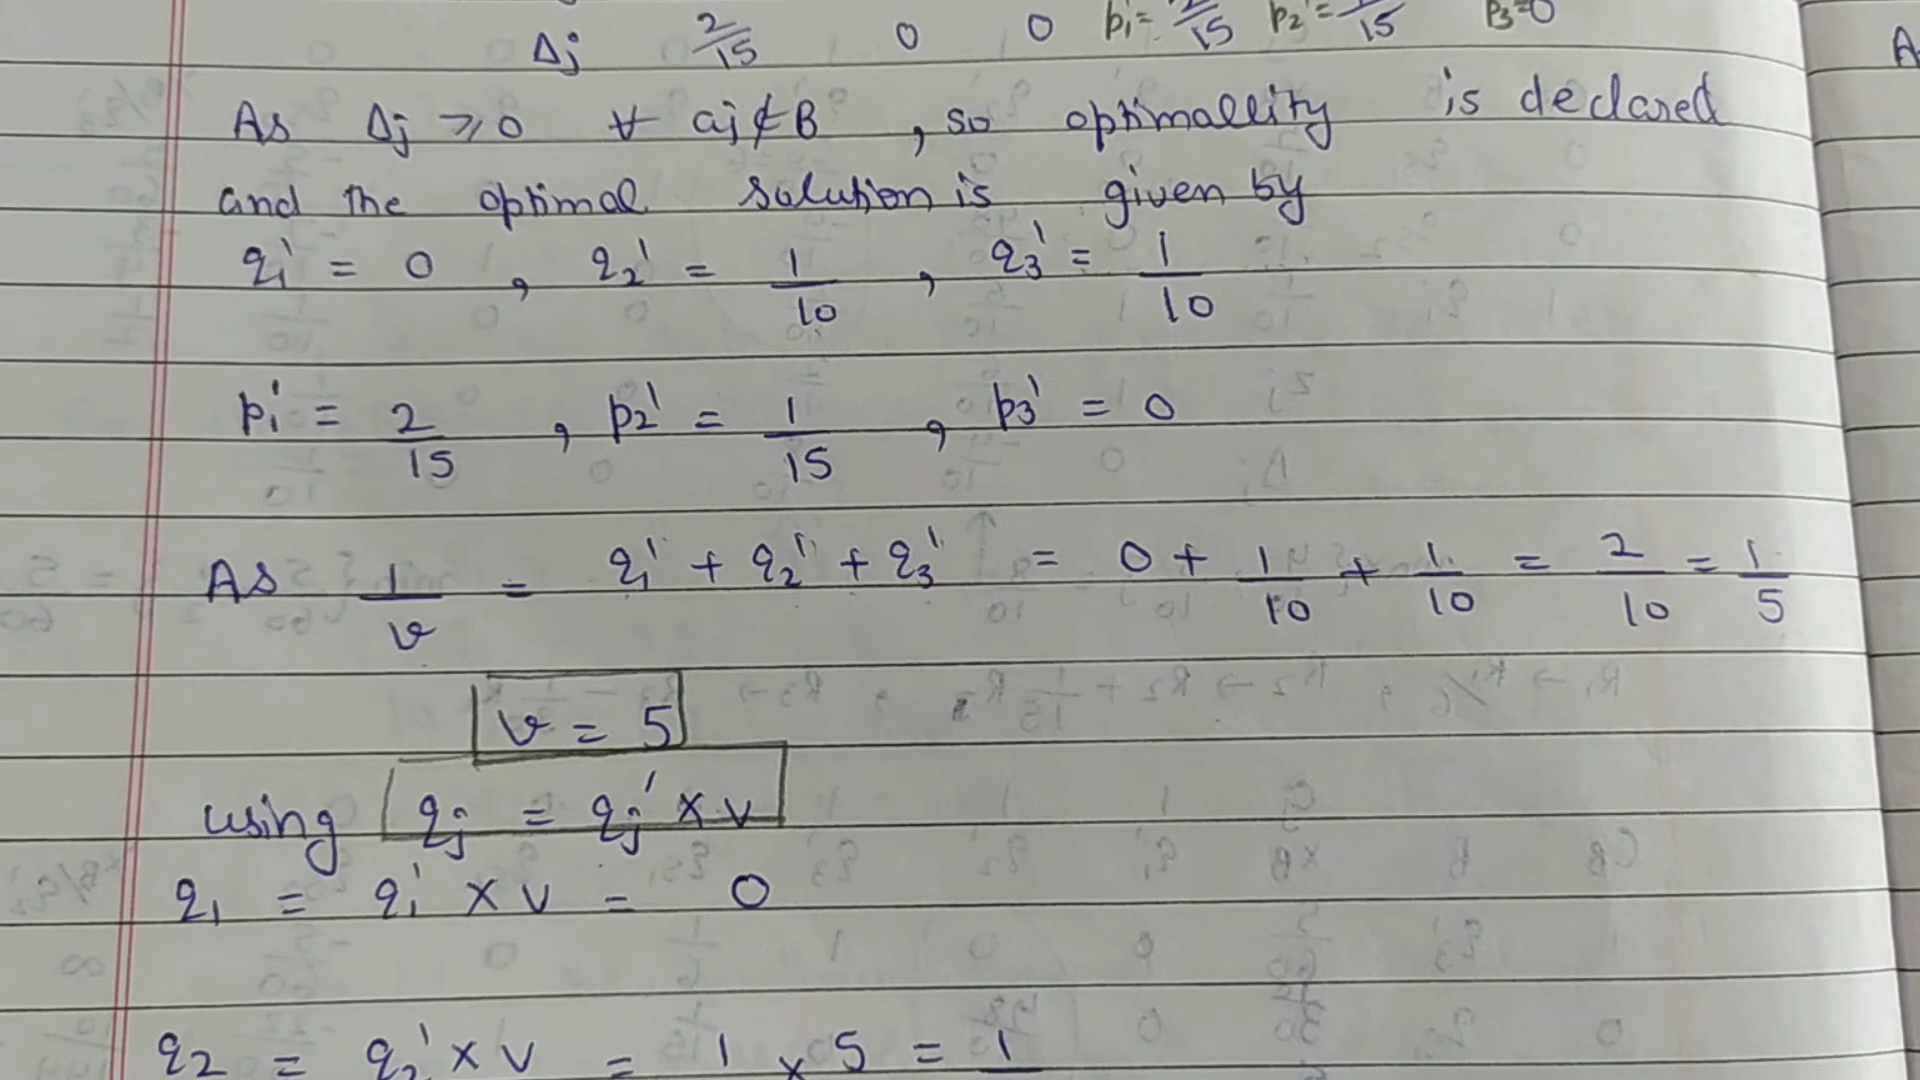 Δj 2/15 0 0 p1' = 2/15 p2' = 1/15 p3' = 0
As Δj ≥ 0 ∀ aj ∉ B , so optimallity is declared
and the optimal solution is given by
q1' = 0 , q2' = 1/10 , q3' = 1/10
p1' = 2/15 , p2' = 1/15 , p3' = 0
As 1/v = q1' + q2' + q3' = 0 + 1/10 + 1/10 = 2/10 = 1/5
v = 5
using qj = qj' × v
q1 = q1' × v = 0
q2 = q2' × v = 1 × 5 = 1